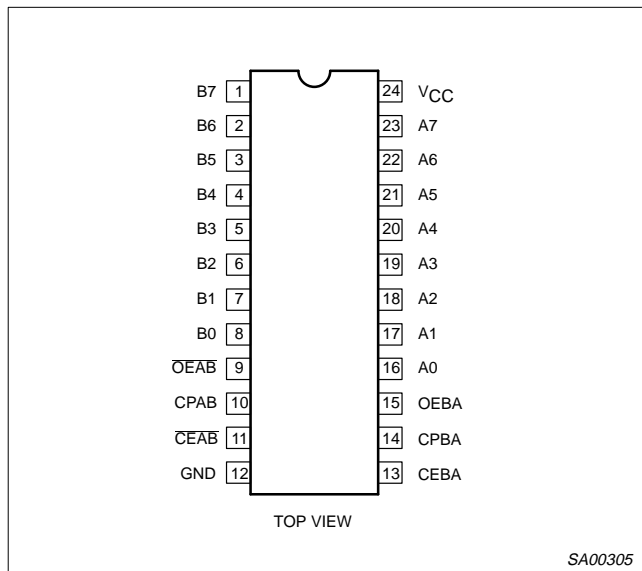 B7 1 24 VCC
B6 2 23 A7
B5 3 22 A6
B4 4 21 A5
B3 5 20 A4
B2 6 19 A3
B1 7 18 A2
B0 8 17 A1
O̅E̅A̅B̅ 9 16 A0
CPAB 10 15 OEBA
C̅E̅A̅B̅ 11 14 CPBA
GND 12 13 CEBA
TOP VIEW
SA00305